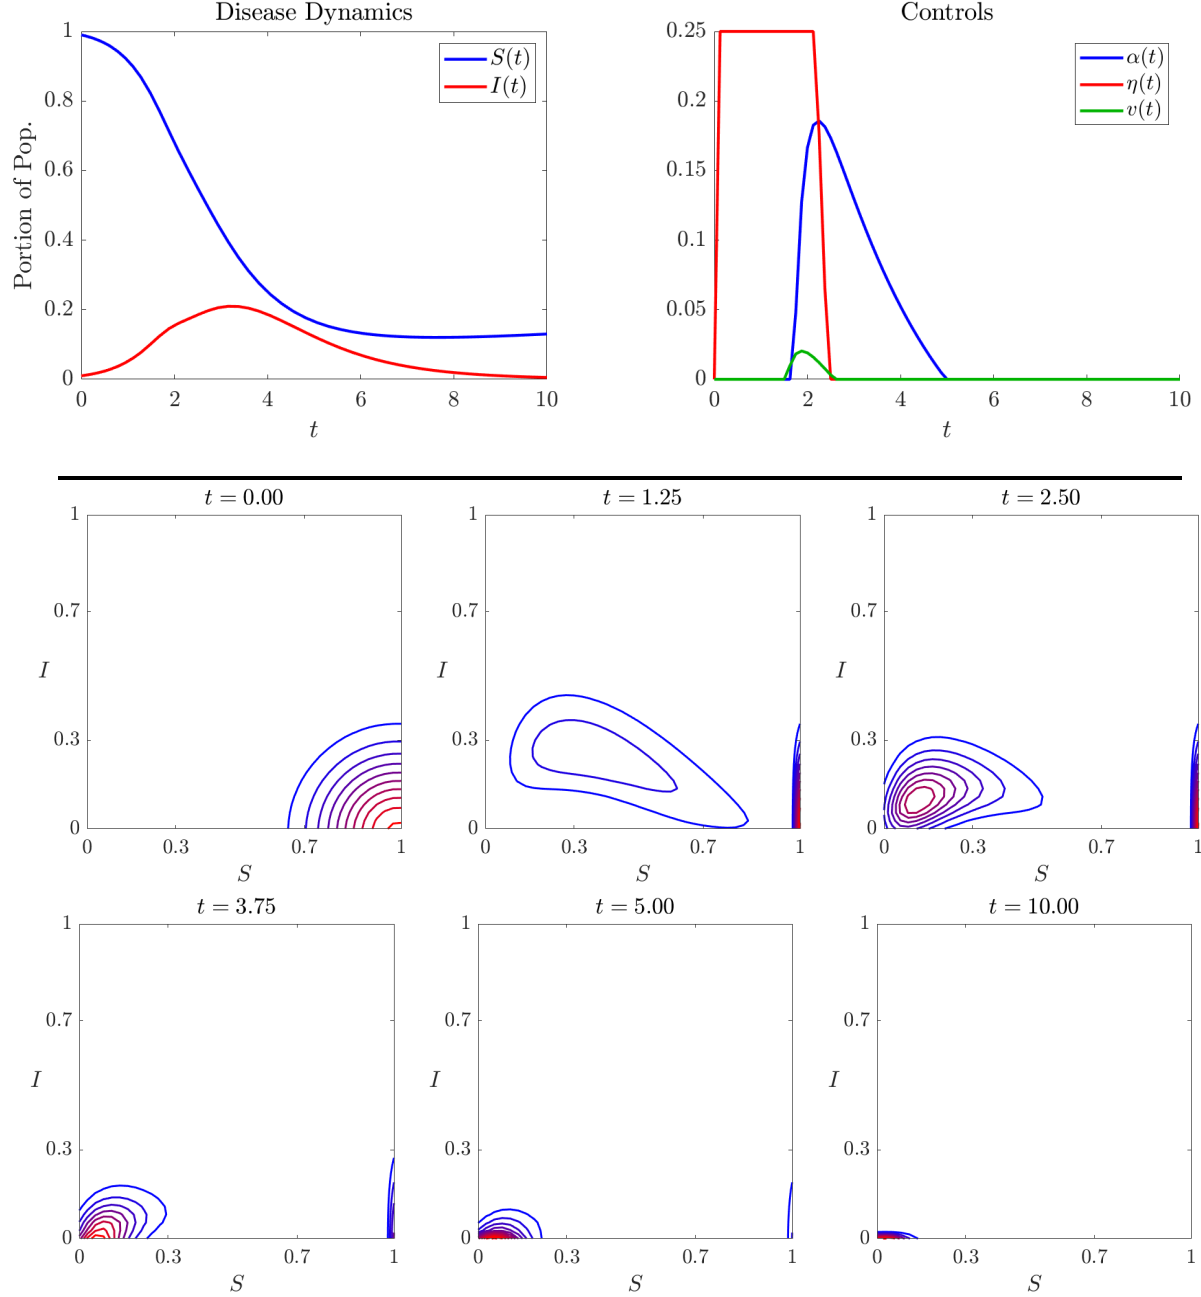 Disease Dynamics
1
0.8
0.6
0.4
0.2
0
0 2 4 6 8 10
Portion of Pop.
t
S(t)
I(t)
Controls
0.25
0.2
0.15
0.1
0.05
0
0 2 4 6 8 10
t
α(t)
η(t)
v(t)
t = 0.00
1
0.7
I
0.3
0
0 0.3 0.7 1
S
t = 1.25
1
0.7
I
0.3
0
0 0.3 0.7 1
S
t = 2.50
1
0.7
I
0.3
0
0 0.3 0.7 1
S
t = 3.75
1
0.7
I
0.3
0
0 0.3 0.7 1
S
t = 5.00
1
0.7
I
0.3
0
0 0.3 0.7 1
S
t = 10.00
1
0.7
I
0.3
0
0 0.3 0.7 1
S